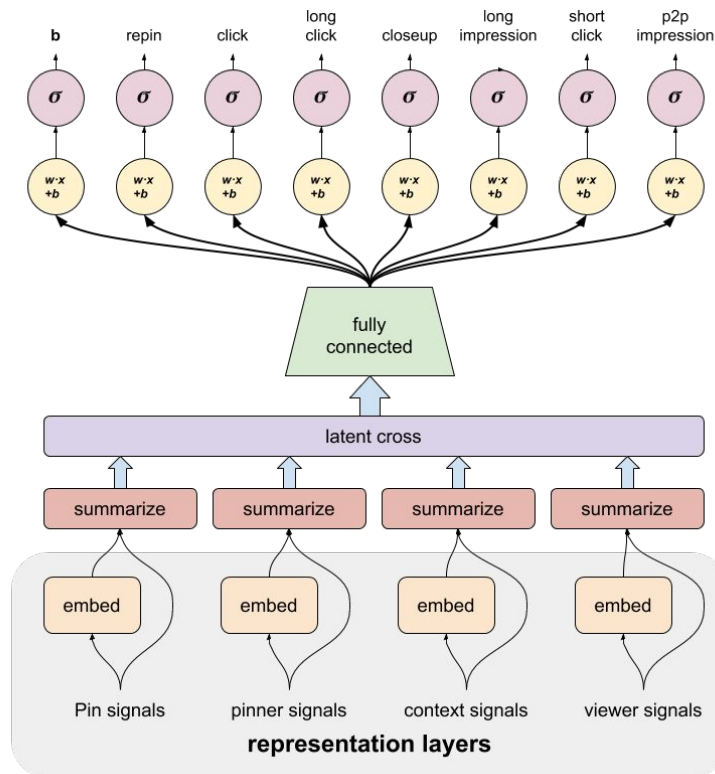 b
repin
click
long
click
closeup
long
impression
short
click
p2p
impression
σ σ σ σ σ σ σ σ
w·x
+b
w·x
+b
w·x
+b
w·x
+b
w·x
+b
w·x
+b
w·x
+b
w·x
+b
fully
connected
latent cross
summarize summarize summarize summarize
embed embed embed embed
Pin signals pinner signals context signals viewer signals
representation layers